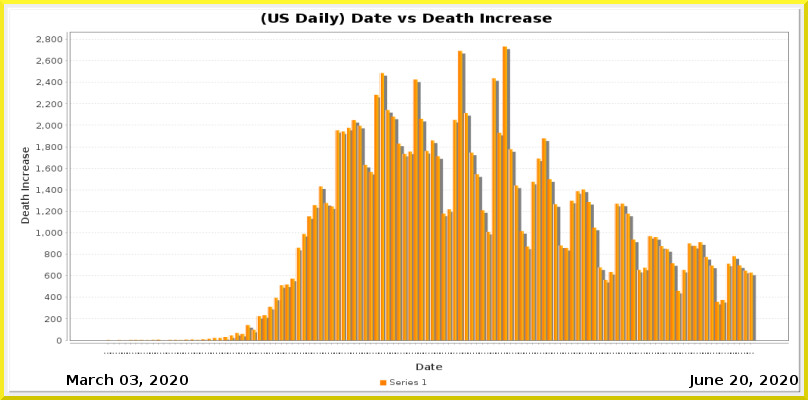 (US Daily) Date vs Death Increase
2,800
2,600
2,400
2,200
2,000
1,800
1,600
1,400
1,200
1,000
800
600
400
200
0
Death Increase
Date
March 03, 2020
June 20, 2020
Series 1